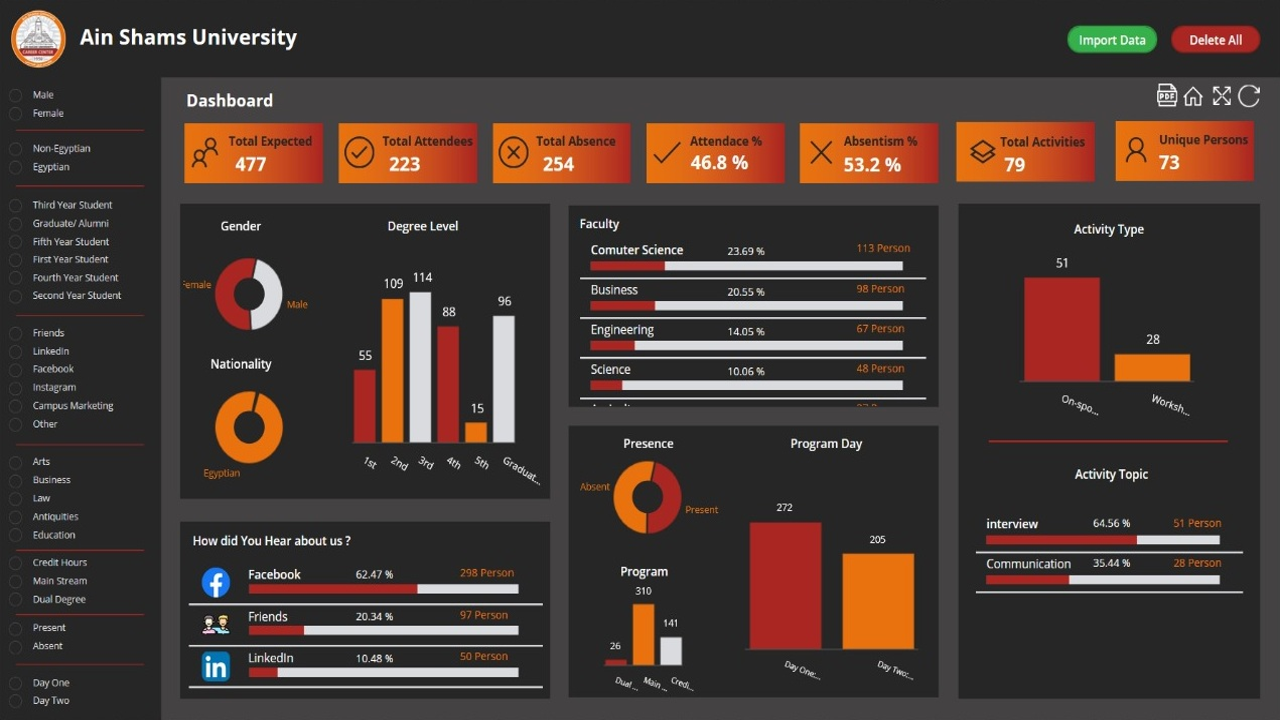 Ain Shams University
Import Data
Delete All
Male
Female
Non-Egyptian
Egyptian
Third Year Student
Graduate/ Alumni
Fifth Year Student
First Year Student
Fourth Year Student
Second Year Student
Friends
LinkedIn
Facebook
Instagram
Campus Marketing
Other
Arts
Business
Law
Antiquities
Education
Credit Hours
Main Stream
Dual Degree
Present
Absent
Day One
Day Two
Dashboard
PDF
Total Expected
477
Total Attendees
223
Total Absence
254
Attendace %
46.8 %
Absentism %
53.2 %
Total Activities
79
Unique Persons
73
Gender
Female
Male
Nationality
Egyptian
Degree Level
55
109
114
88
15
96
1st
2nd
3rd
4th
5th
Graduat...
How did You Hear about us ?
Facebook 62.47 % 298 Person
Friends 20.34 % 97 Person
LinkedIn 10.48 % 50 Person
Faculty
Comuter Science 23.69 % 113 Person
Business 20.55 % 98 Person
Engineering 14.05 % 67 Person
Science 10.06 % 48 Person
Presence
Absent
Present
Program
26
310
141
Dual ...
Main ...
Credi...
Program Day
272
205
Day One:...
Day Two:...
Activity Type
51
28
On-spo...
Worksh...
Activity Topic
interview 64.56 % 51 Person
Communication 35.44 % 28 Person